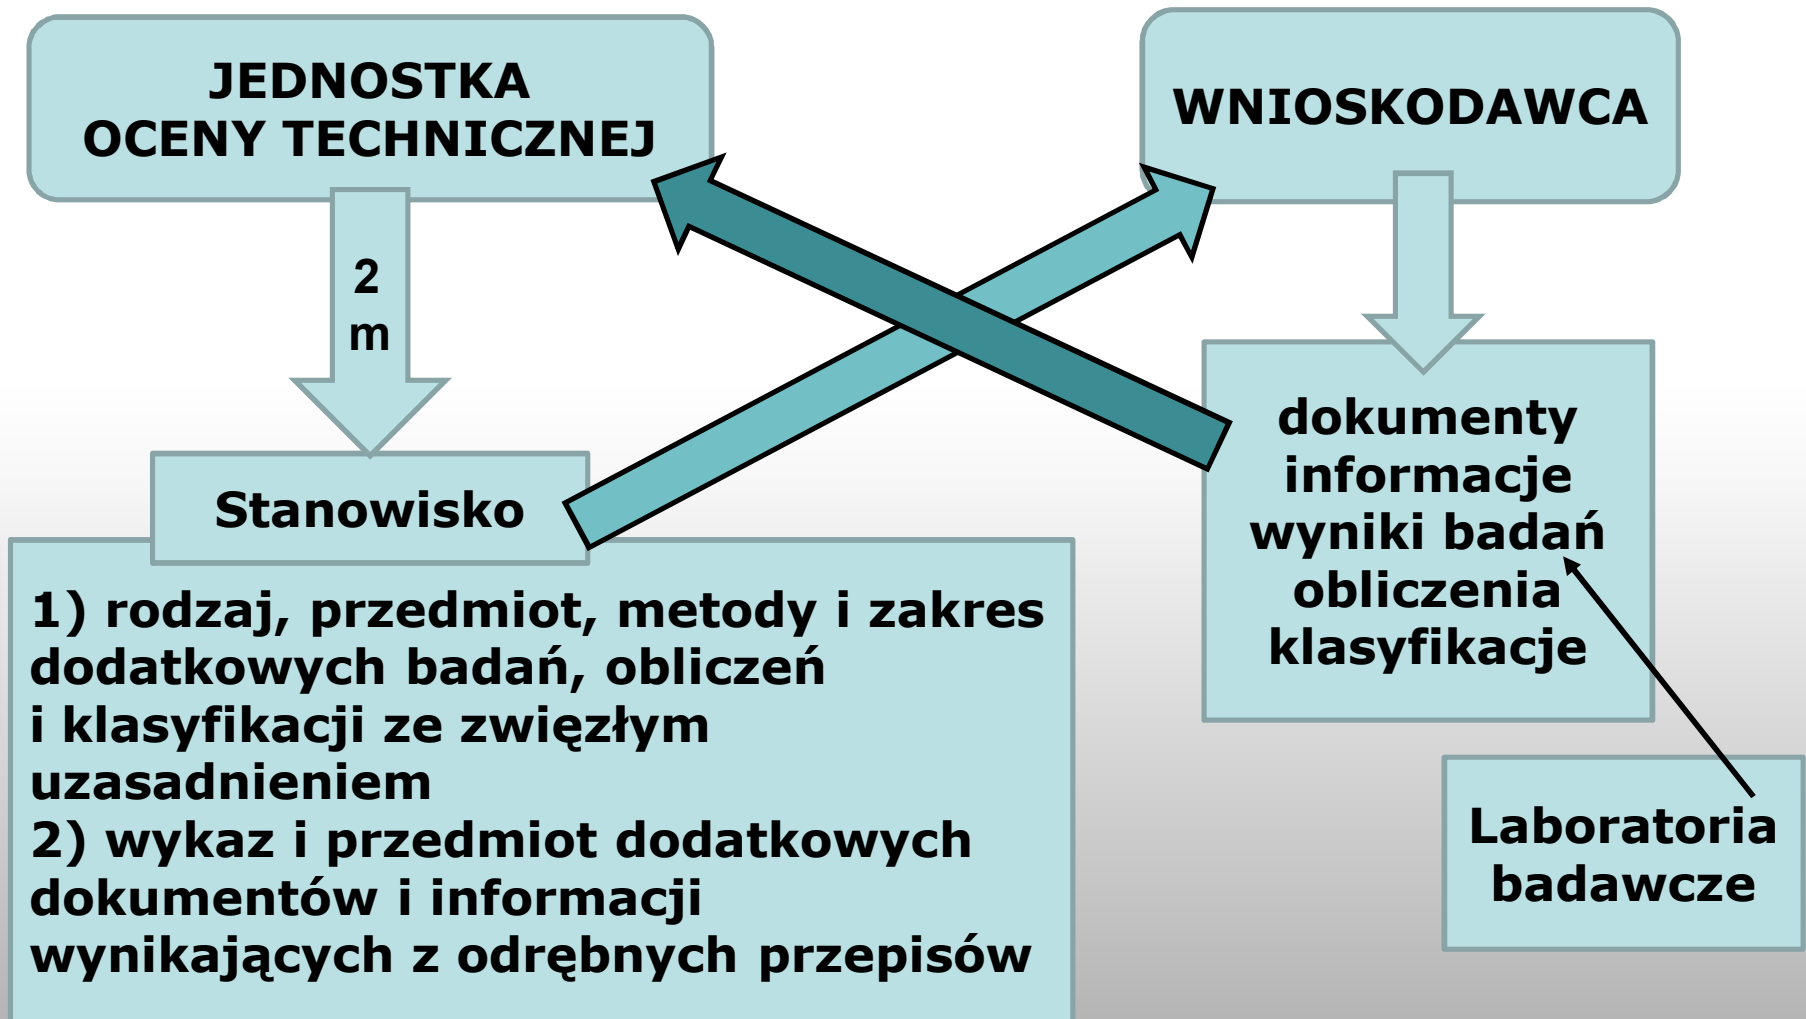 JEDNOSTKA
OCENY TECHNICZNEJ
WNIOSKODAWCA
2
m
Stanowisko
1) rodzaj, przedmiot, metody i zakres
dodatkowych badań, obliczeń
i klasyfikacji ze zwięzłym
uzasadnieniem
2) wykaz i przedmiot dodatkowych
dokumentów i informacji
wynikających z odrębnych przepisów
dokumenty
informacje
wyniki badań
obliczenia
klasyfikacje
Laboratoria
badawcze